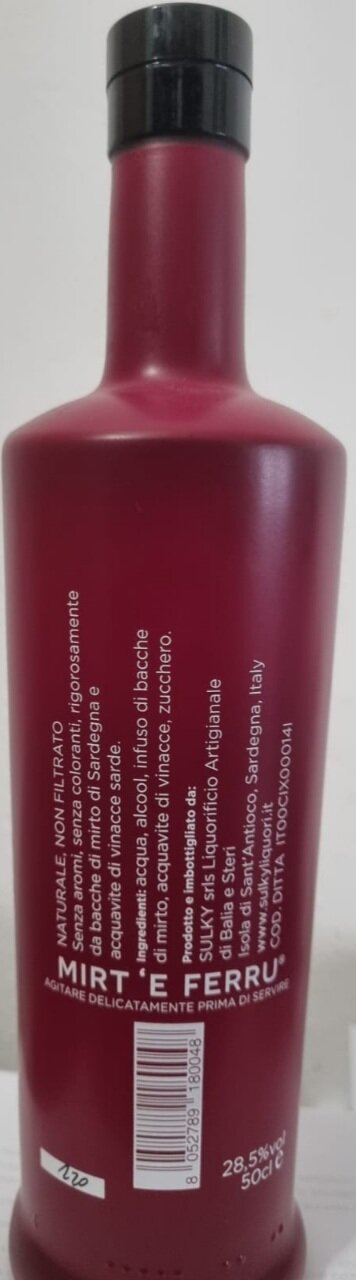 NATURALE, NON FILTRATO
Senza aromi, senza coloranti, rigorosamente
da bacche di mirto di Sardegna e
acquavite di vinacce sarde.
Ingredienti: acqua, alcool, infuso di bacche
di mirto, acquavite di vinacce, zucchero.
Prodotto e imbottigliato da:
SULKY srls Liquorificio Artigianale
di Balia e Steri
Isola di Sant'Antioco, Sardegna, Italy
www.sulkyliquori.it
COD. DITTA IT00CIX00014I
MIRT 'E FERRU®
AGITARE DELICATAMENTE PRIMA DI SERVIRE
8 052789 180048
120
28,5%vol
50cl e